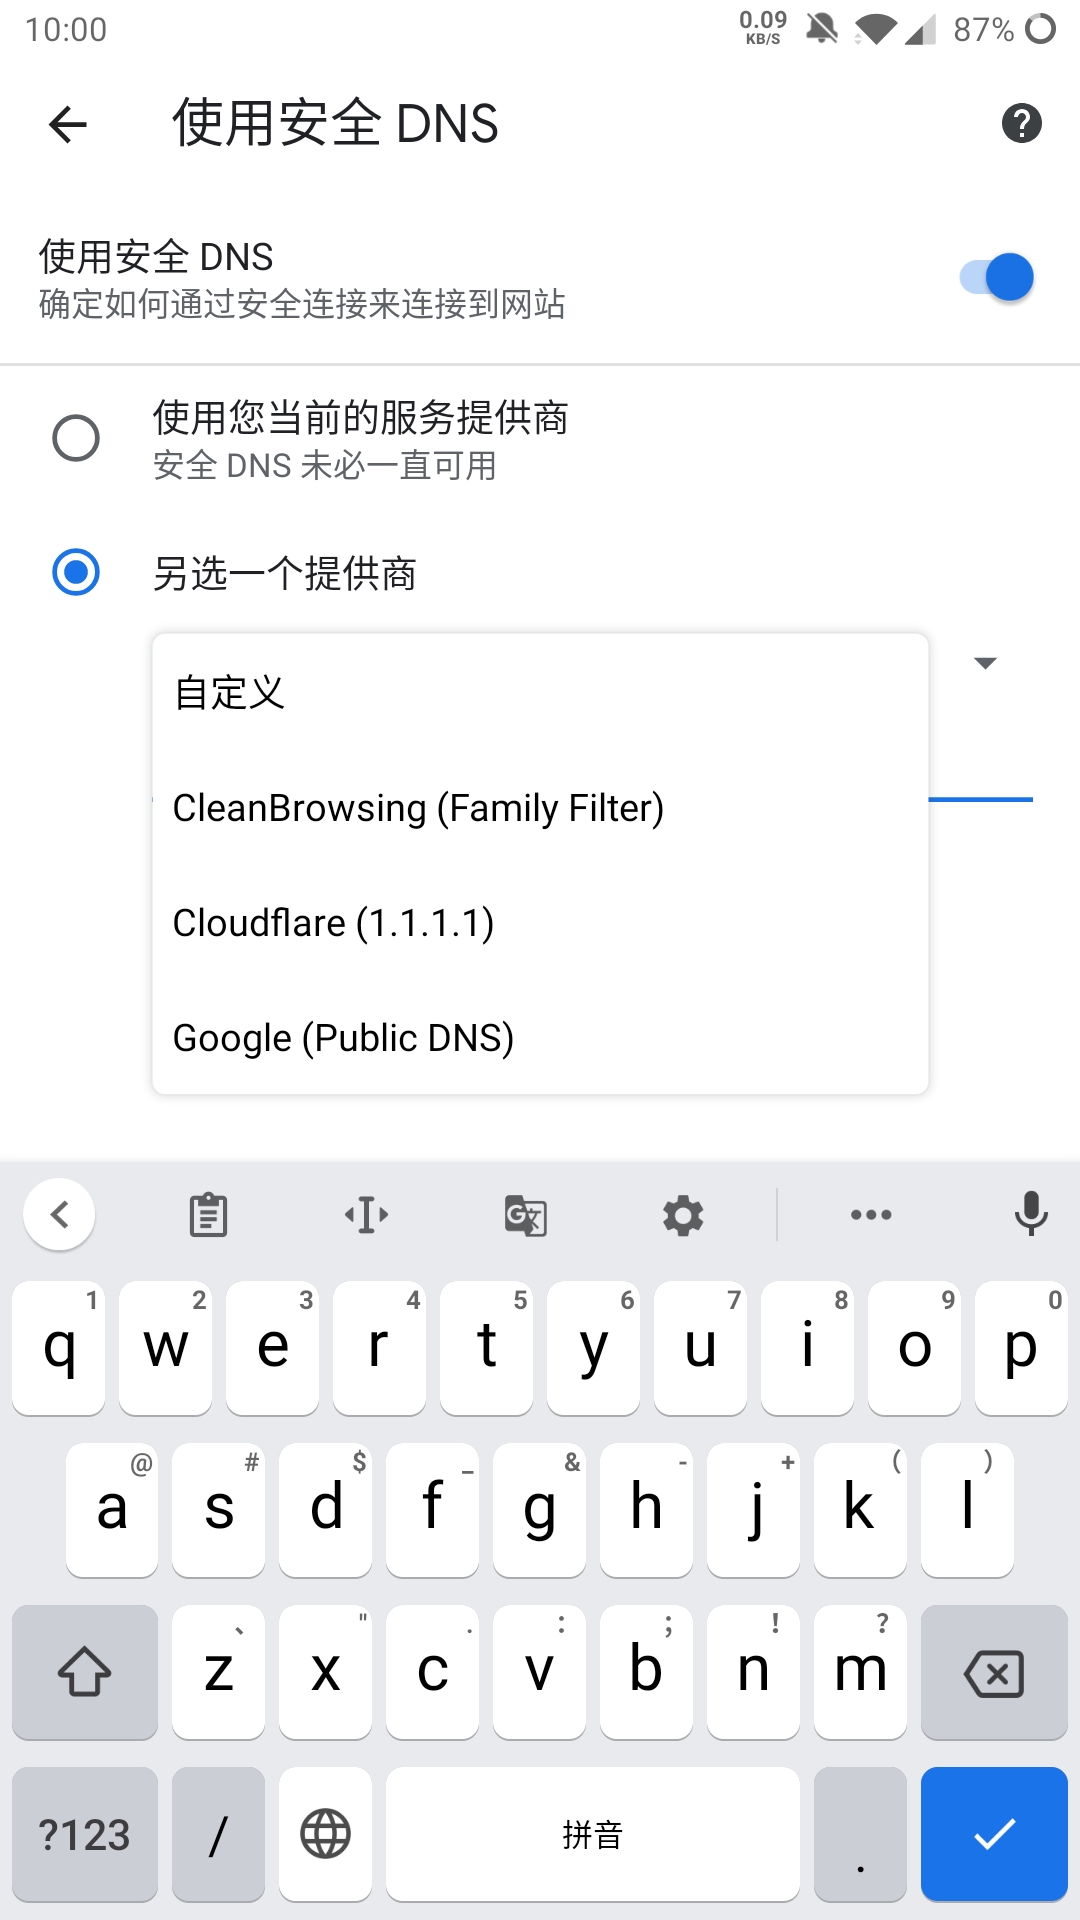 10:00
0.09
KB/S
87%
使用安全 DNS
使用安全 DNS
确定如何通过安全连接来连接到网站
使用您当前的服务提供商
安全 DNS 未必一直可用
另选一个提供商
自定义
CleanBrowsing (Family Filter)
Cloudflare (1.1.1.1)
Google (Public DNS)
1 2 3 4 5 6 7 8 9 0
q w e r t y u i o p
@ # $ _ & - + ( )
a s d f g h j k l
、 " . : ; ! ?
z x c v b n m
?123 / 拼音 .